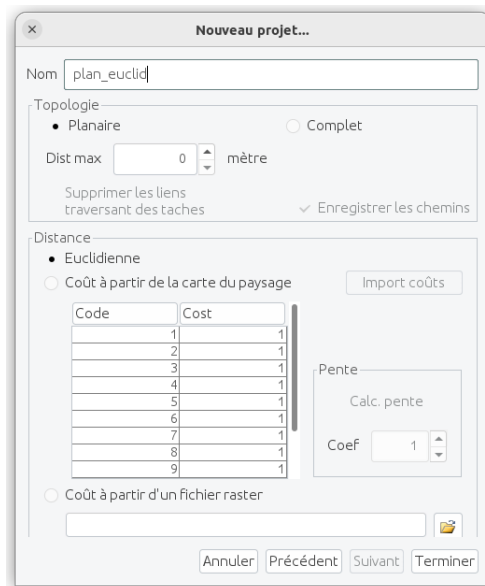 Nouveau projet...
Nom plan_euclid
Topologie
Planaire Complet
Dist max 0 mètre
Supprimer les liens
traversant des taches Enregistrer les chemins
Distance
Euclidienne
Coût à partir de la carte du paysage Import coûts
Code Cost
1 1
2 1
3 1
4 1
5 1
6 1
7 1
8 1
9 1
Pente
Calc. pente
Coef 1
Coût à partir d'un fichier raster
Annuler Précédent Suivant Terminer